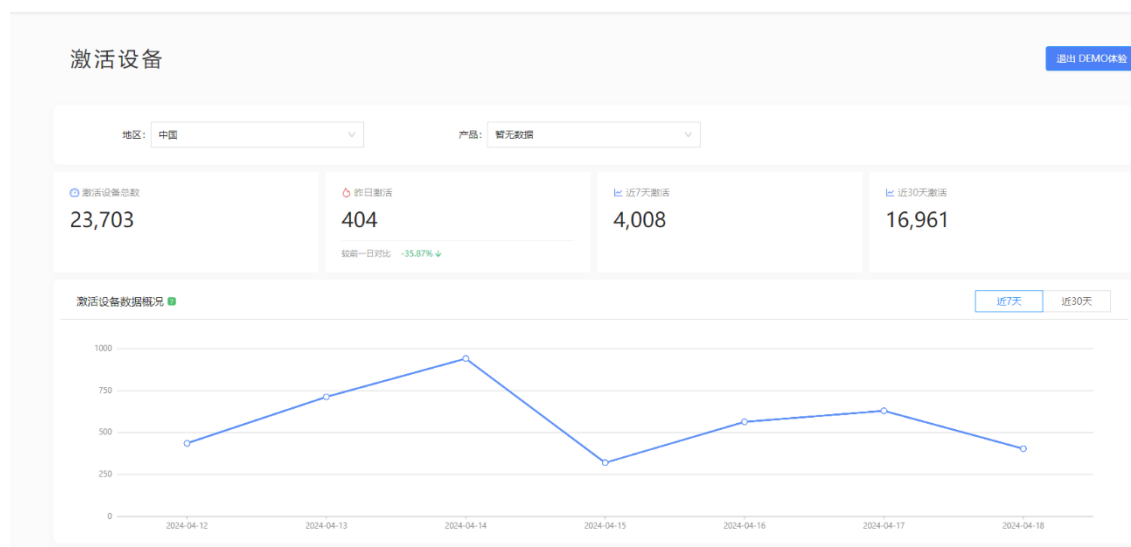 激活设备
退出 DEMO体验
地区: 中国
产品: 暂无数据
激活设备总数
23,703
昨日激活
404
较前一日对比 -35.87%
近7天激活
4,008
近30天激活
16,961
激活设备数据概况 ?
近7天 近30天
1000
750
500
250
0
2024-04-12 2024-04-13 2024-04-14 2024-04-15 2024-04-16 2024-04-17 2024-04-18